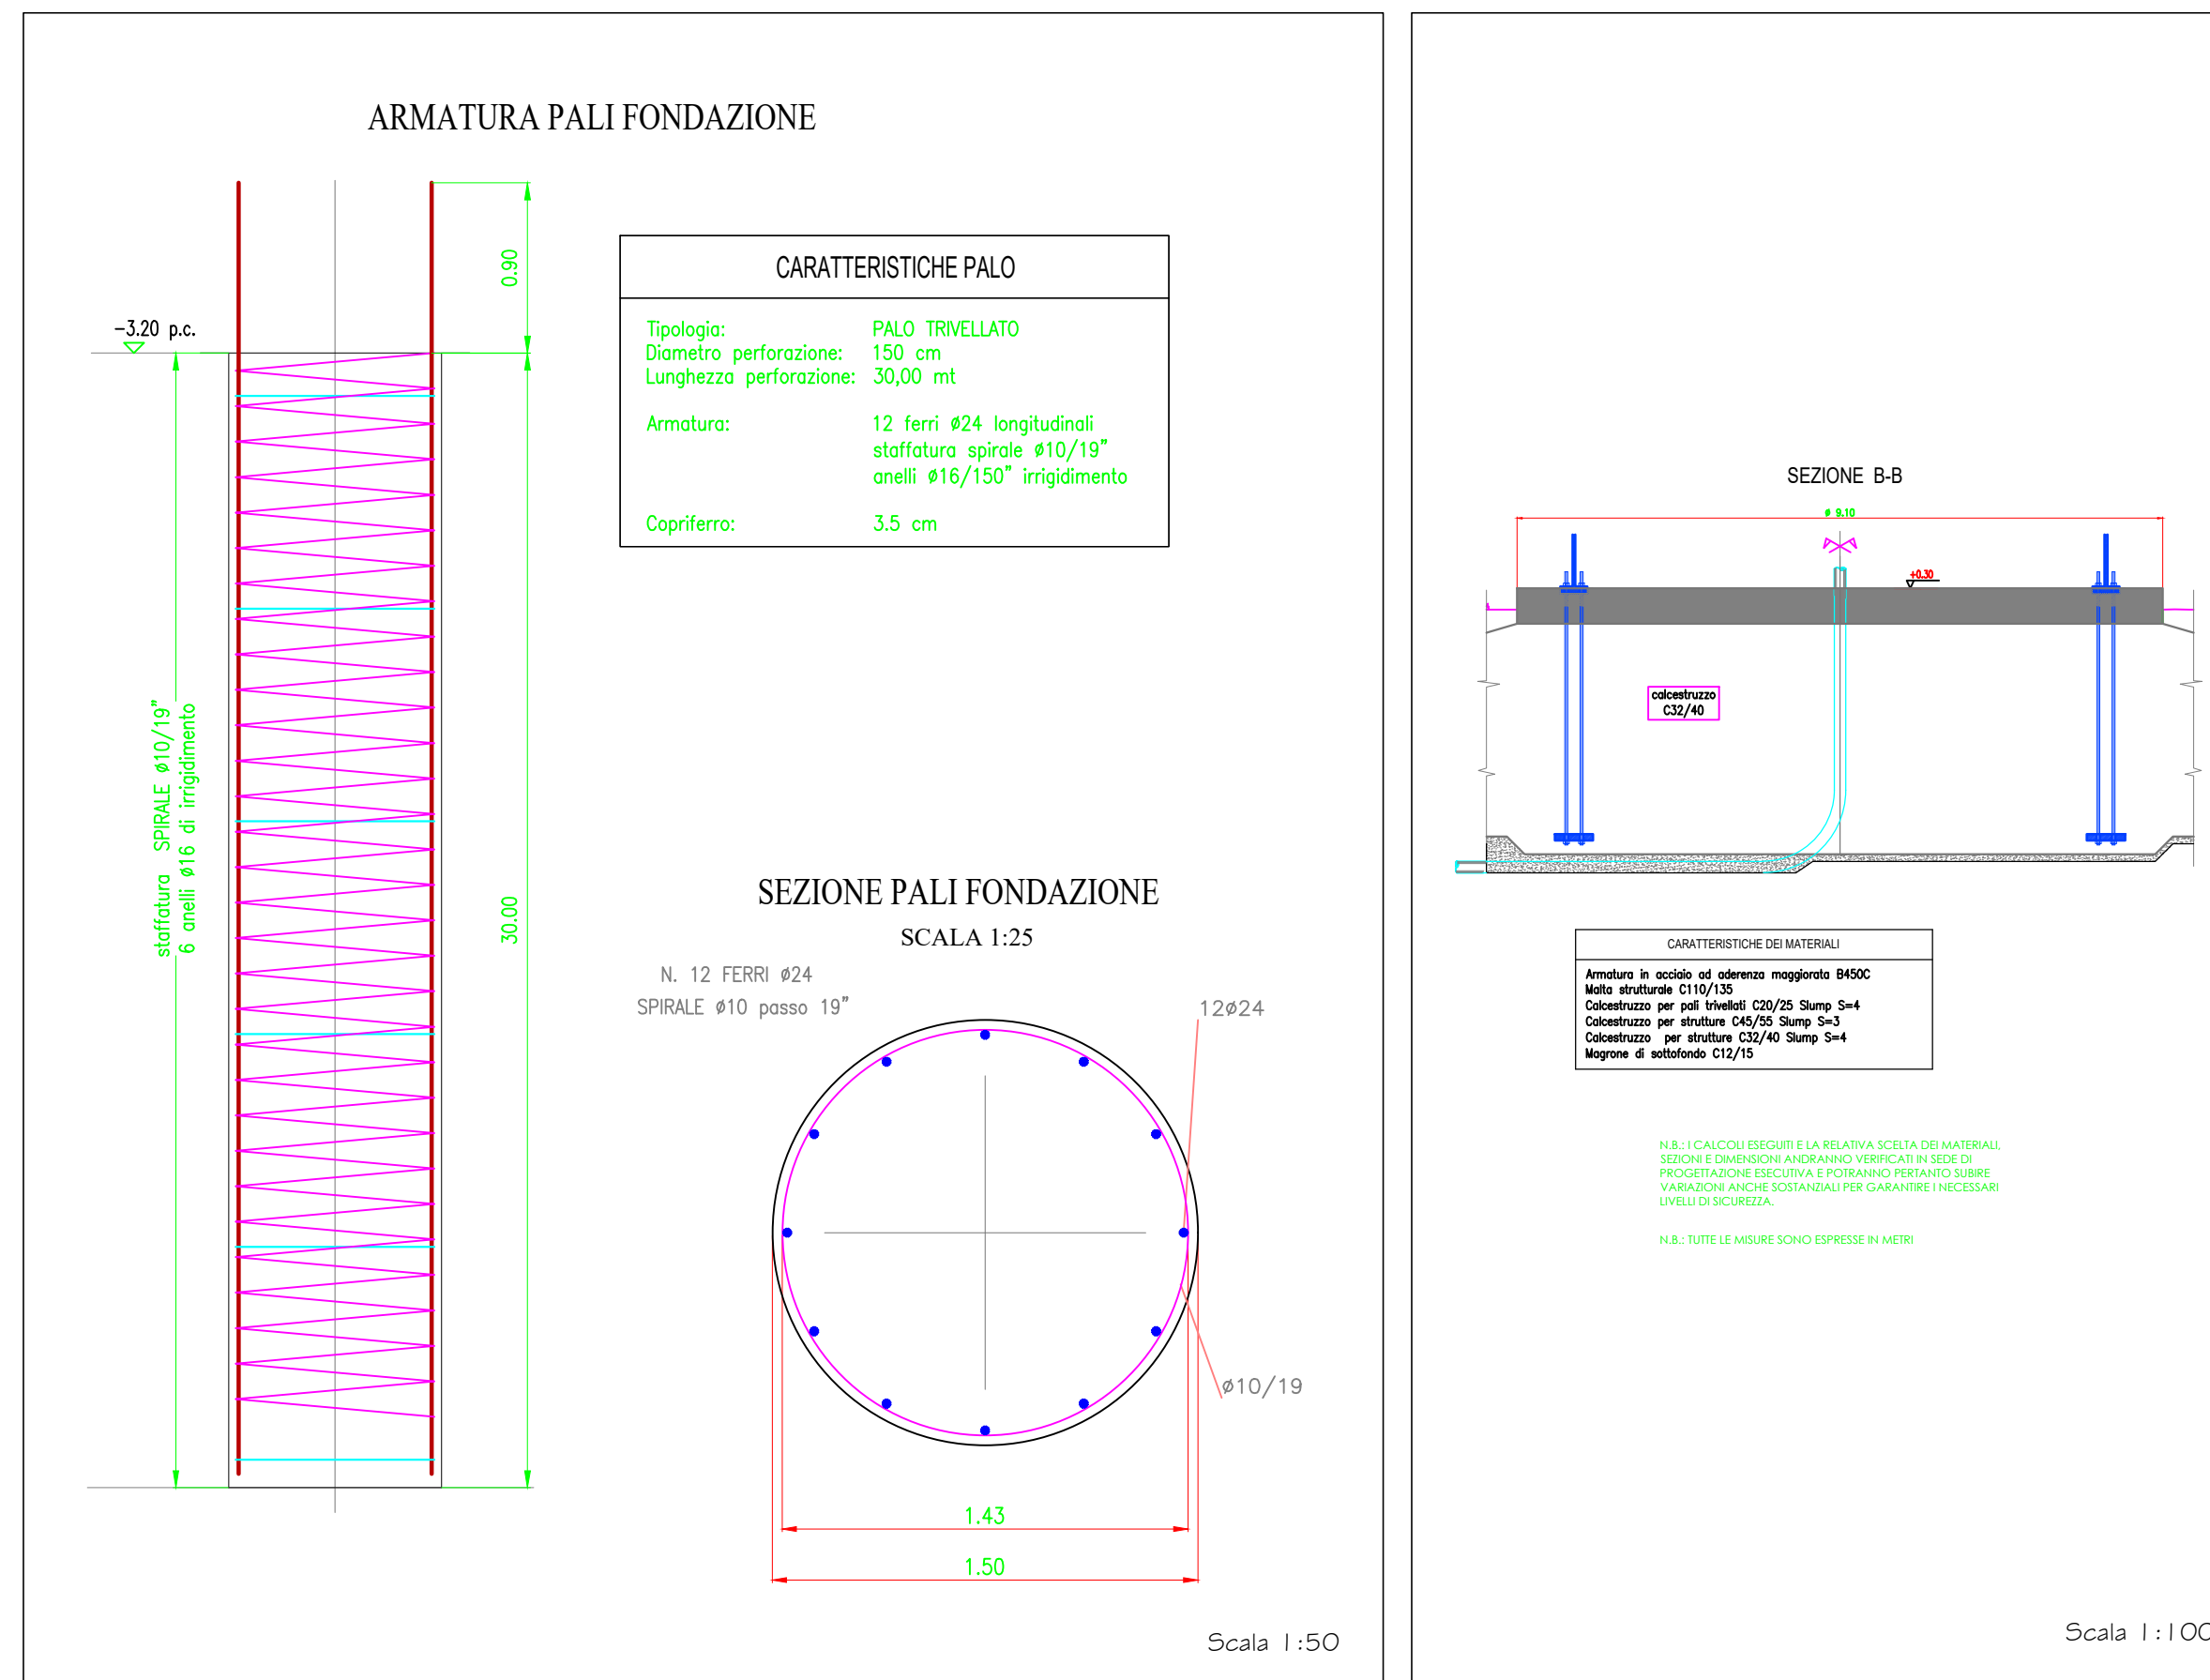 ARMATURA PALI FONDAZIONE
0.90
-3.20 p.c.
CARATTERISTICHE PALO
Tipologia: PALO TRIVELLATO
Diametro perforazione: 150 cm
Lunghezza perforazione: 30,00 mt
Armatura: 12 ferri ø24 longitudinali
staffatura spirale ø10/19"
anelli ø16/150" irrigidimento
Copriferro: 3.5 cm
staffatura SPIRALE ø10/19"
6 anelli ø16 di irrigidimento
30.00
SEZIONE PALI FONDAZIONE
SCALA 1:25
N. 12 FERRI ø24
SPIRALE ø10 passo 19"
12ø24
ø10/19
1.43
1.50
Scala 1:50
SEZIONE B-B
ø 9.10
+0.30
calcestruzzo
C32/40
CARATTERISTICHE DEI MATERIALI
Armatura in acciaio ad aderenza maggiorata B450C
Malta strutturale C110/135
Calcestruzzo per pali trivellati C20/25 Slump S=4
Calcestruzzo per strutture C45/55 Slump S=3
Calcestruzzo per strutture C32/40 Slump S=4
Magrone di sottofondo C12/15
N.B.: I CALCOLI ESEGUITI E LA RELATIVA SCELTA DEI MATERIALI,
SEZIONI E DIMENSIONI ANDRANNO VERIFICATI IN SEDE DI
PROGETTAZIONE ESECUTIVA E POTRANNO PERTANTO SUBIRE
VARIAZIONI ANCHE SOSTANZIALI PER GARANTIRE I NECESSARI
LIVELLI DI SICUREZZA.
N.B.: TUTTE LE MISURE SONO ESPRESSE IN METRI
Scala 1:100